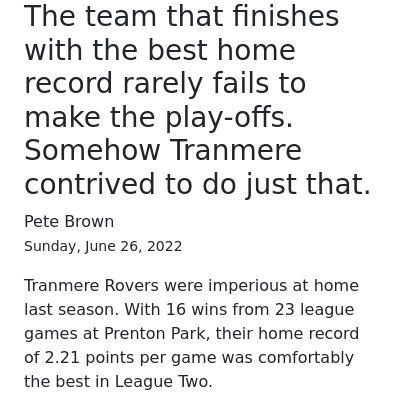 The team that finishes
with the best home
record rarely fails to
make the play-offs.
Somehow Tranmere
contrived to do just that.
Pete Brown
Sunday, June 26, 2022
Tranmere Rovers were imperious at home
last season. With 16 wins from 23 league
games at Prenton Park, their home record
of 2.21 points per game was comfortably
the best in League Two.